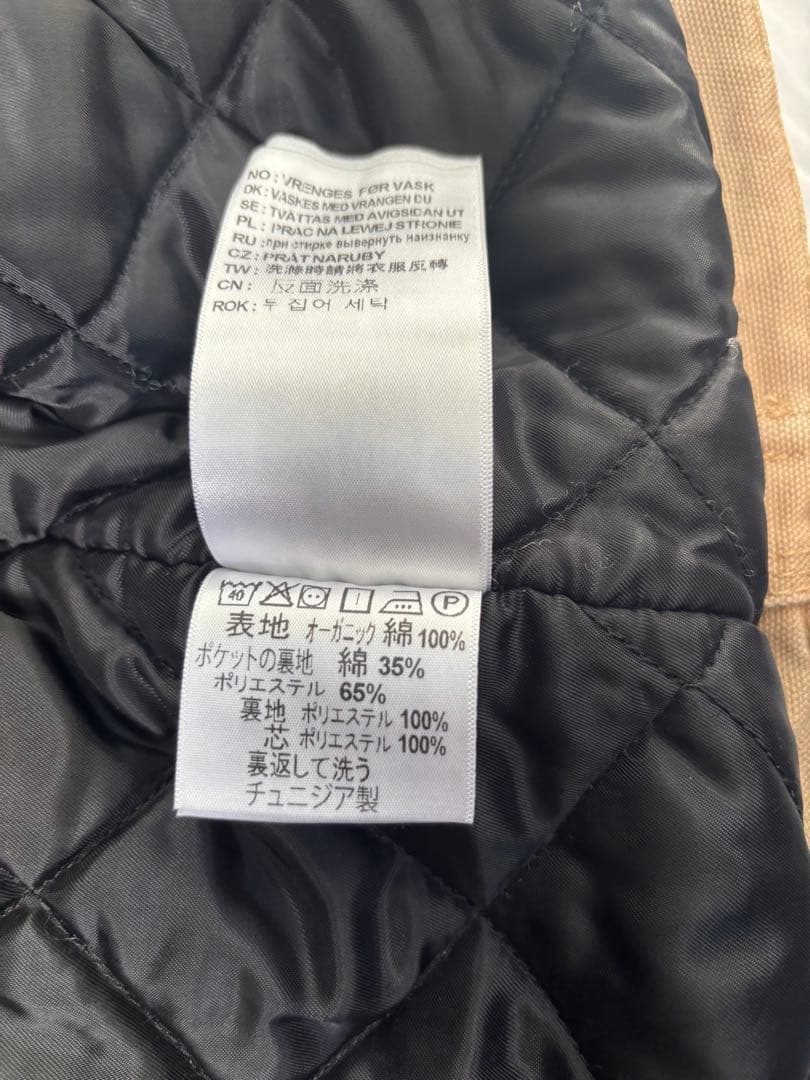 NO : VRENGES FØR VASK
DK : VASKES MED VRANGEN DU
SE : TVÄTTAS MED AVIGSIDAN UT
PL : PRAĆ NA LEWEJ STRONIE
RU : при стирке вывернуть наизнанку
CZ : PRÁT NARUBY
TW : 洗滌時請將衣服反轉
CN : 反面洗涤
ROK : 두 집어 세탁
40 P
表地 オーガニック 綿 100%
ポケットの裏地 綿 35%
ポリエステル 65%
裏地 ポリエステル 100%
芯 ポリエステル 100%
裏返して洗う
チュニジア製